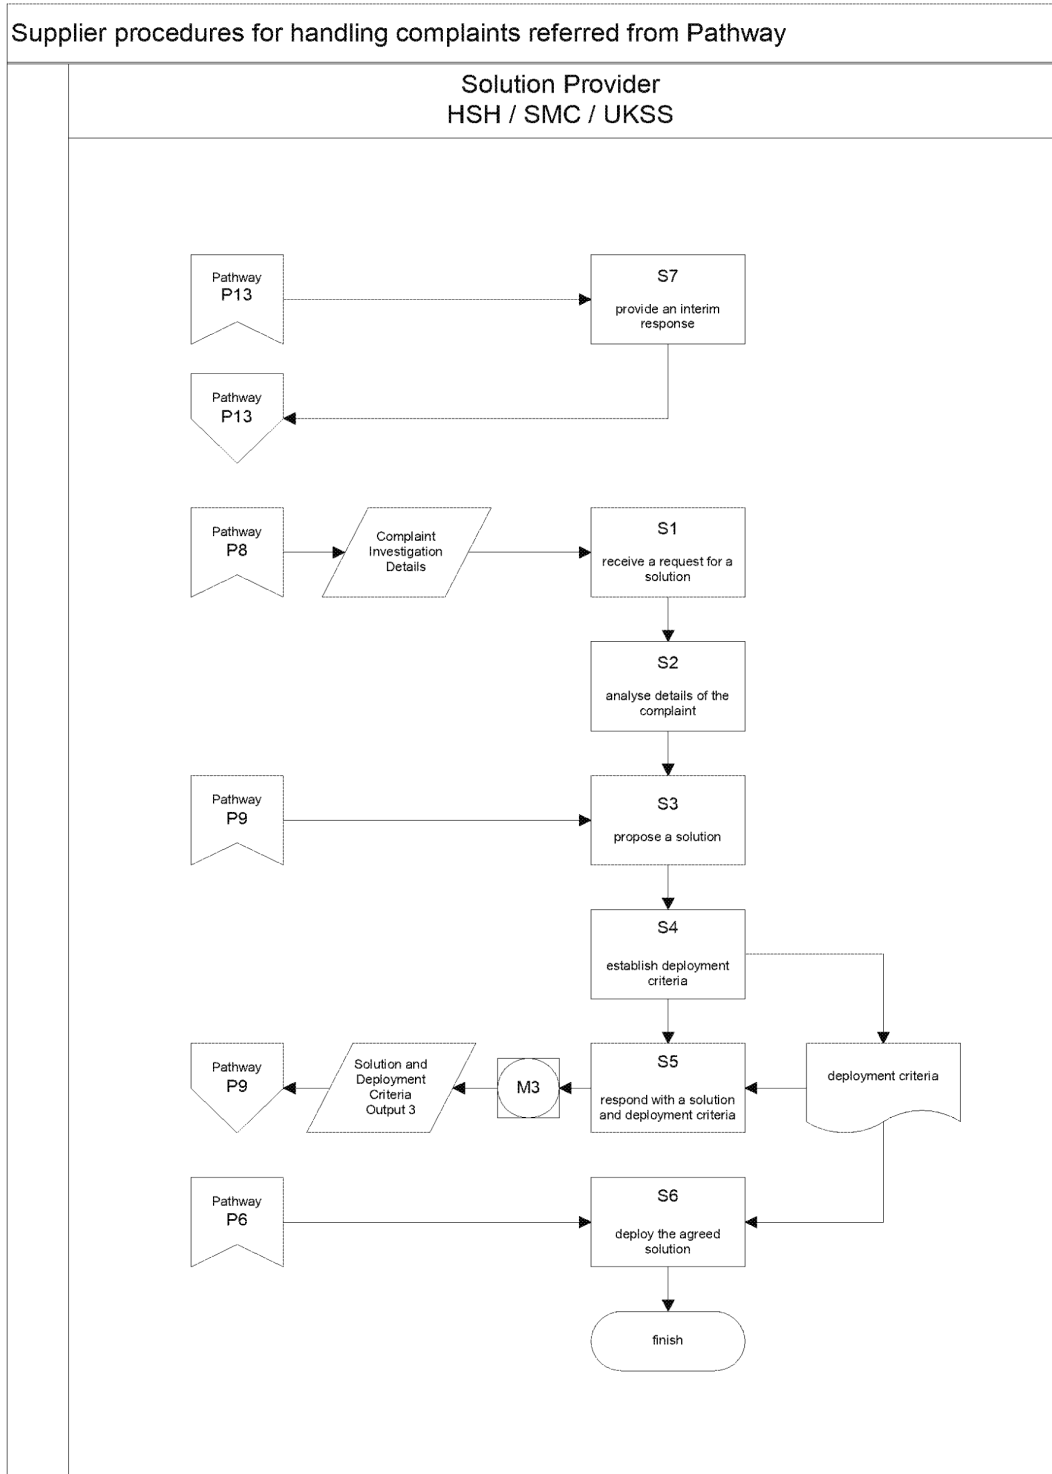 Supplier procedures for handling complaints referred from Pathway
Solution Provider
HSH / SMC / UKSS
Pathway
P13
S7
provide an interim
response
Pathway
P13
Pathway
P8
Complaint
Investigation
Details
S1
receive a request for a
solution
S2
analyse details of the
complaint
Pathway
P9
S3
propose a solution
S4
establish deployment
criteria
Pathway
P9
Solution and
Deployment
Criteria
Output 3
M3
S5
respond with a solution
and deployment criteria
deployment criteria
Pathway
P6
S6
deploy the agreed
solution
finish